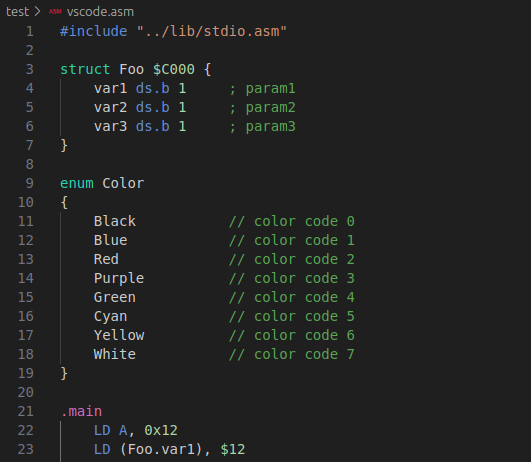 test > ASM vscode.asm
1 #include "../lib/stdio.asm"
2
3 struct Foo $C000 {
4     var1 ds.b 1     ; param1
5     var2 ds.b 1     ; param2
6     var3 ds.b 1     ; param3
7 }
8
9 enum Color
10 {
11     Black           // color code 0
12     Blue            // color code 1
13     Red             // color code 2
14     Purple          // color code 3
15     Green           // color code 4
16     Cyan            // color code 5
17     Yellow          // color code 6
18     White           // color code 7
19 }
20
21 .main
22     LD A, 0x12
23     LD (Foo.var1), $12